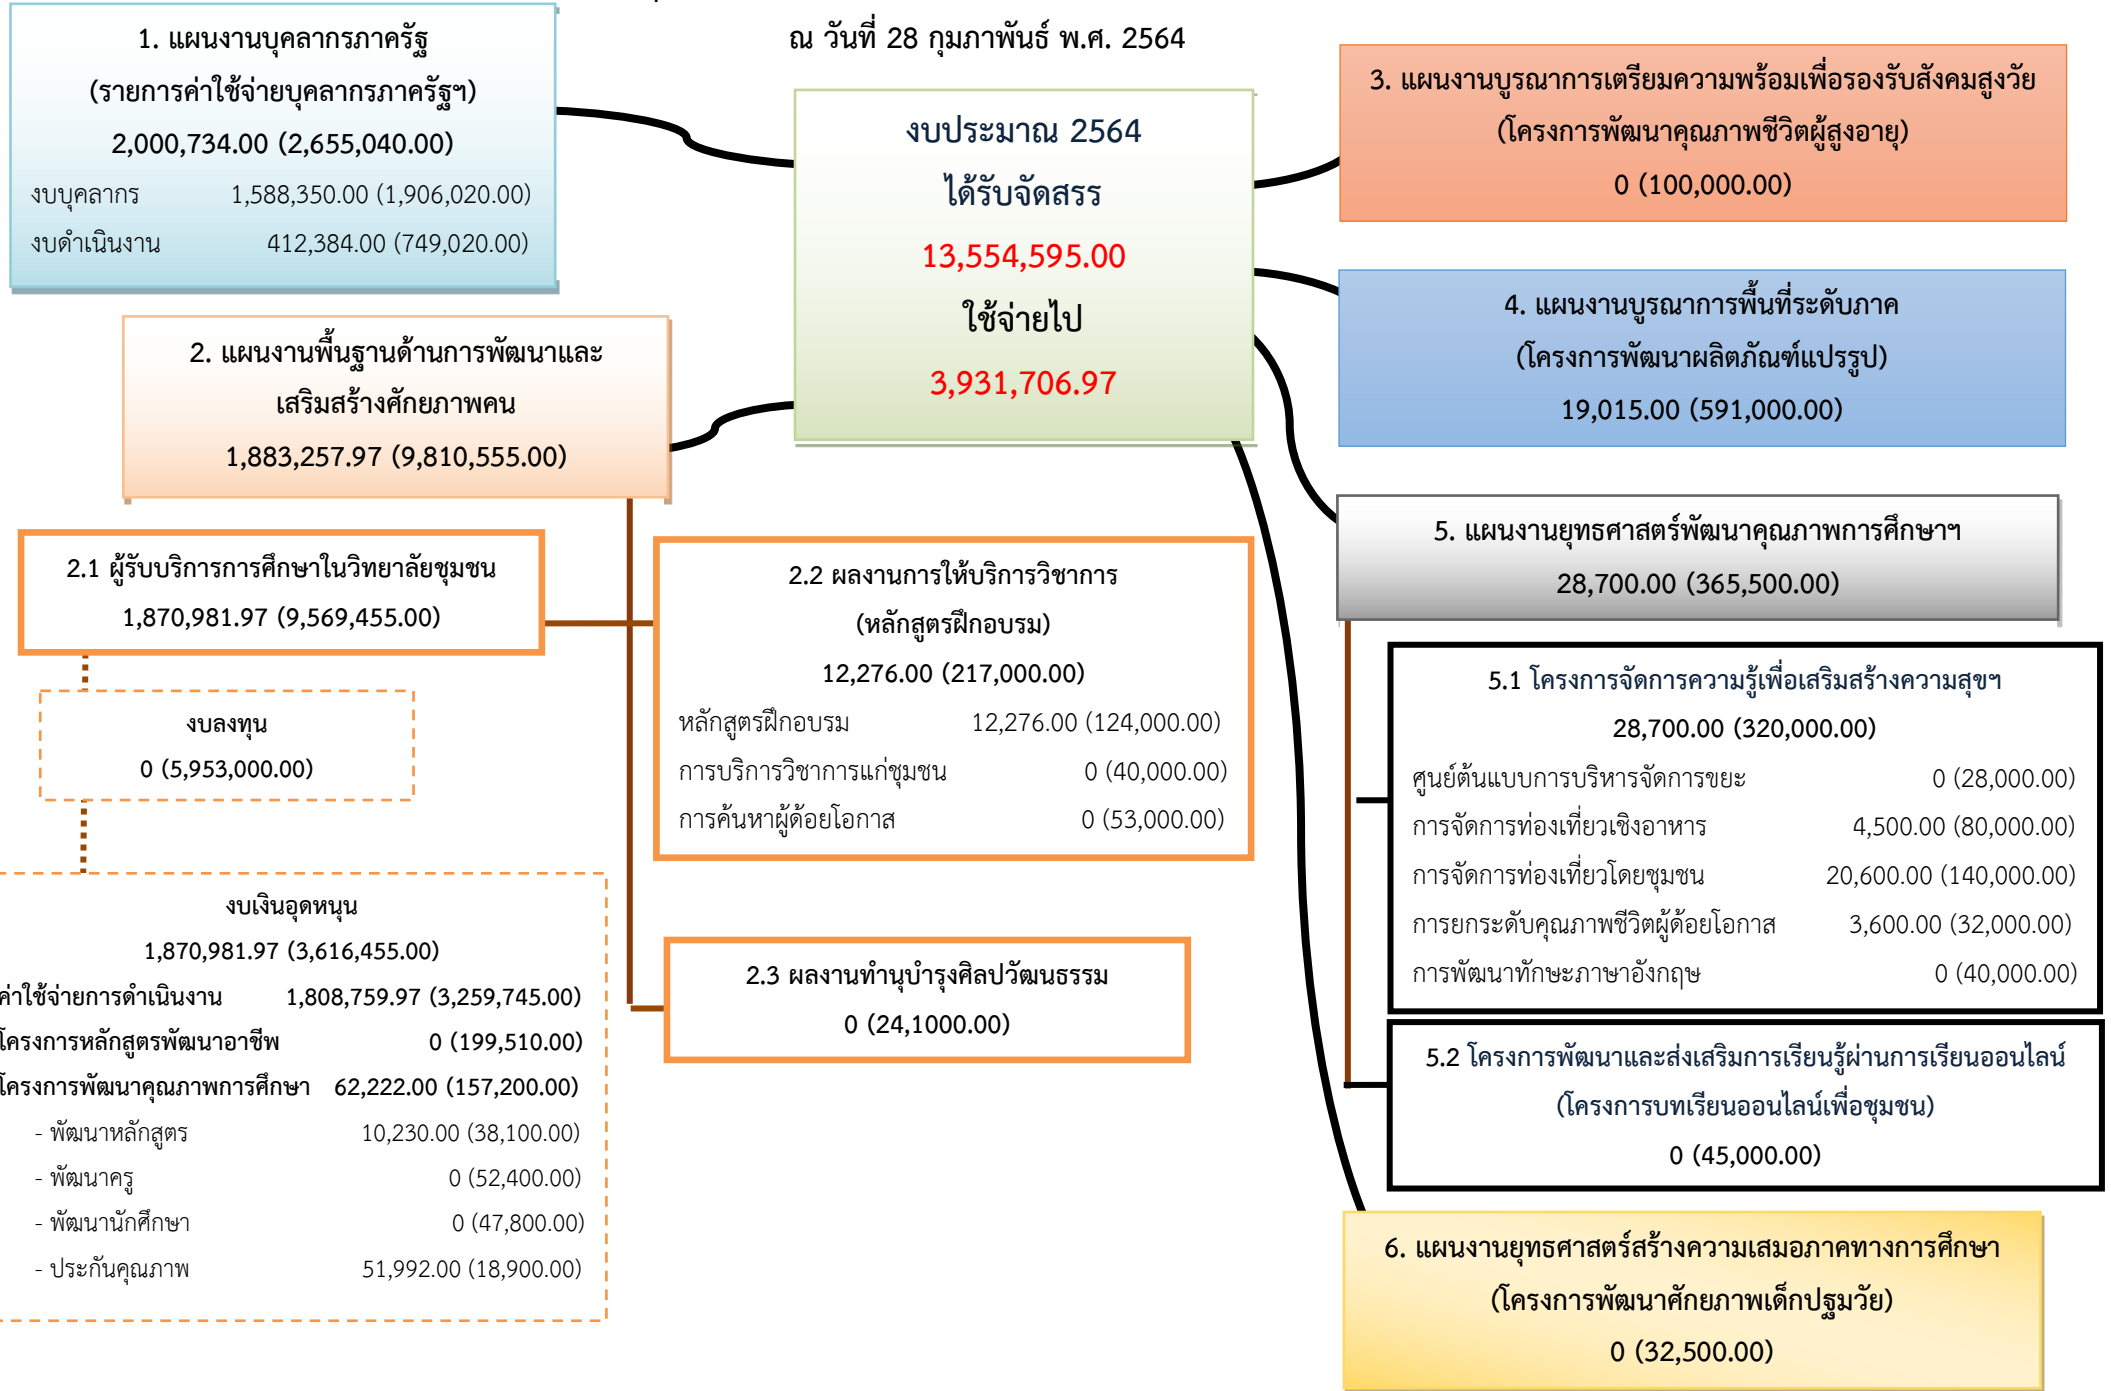 ณ วันที่ 28 กุมภาพันธ์ พ.ศ. 2564
1. แผนงานบุคลากรภาครัฐ
(รายการค่าใช้จ่ายบุคลากรภาครัฐฯ)
2,000,734.00 (2,655,040.00)
งบบุคลากร 1,588,350.00 (1,906,020.00)
งบดำเนินงาน 412,384.00 (749,020.00)
งบประมาณ 2564
ได้รับจัดสรร
13,554,595.00
ใช้จ่ายไป
3,931,706.97
2. แผนงานพื้นฐานด้านการพัฒนาและ
เสริมสร้างศักยภาพคน
1,883,257.97 (9,810,555.00)
2.1 ผู้รับบริการการศึกษาในวิทยาลัยชุมชน
1,870,981.97 (9,569,455.00)
งบลงทุน
0 (5,953,000.00)
งบเงินอุดหนุน
1,870,981.97 (3,616,455.00)
ค่าใช้จ่ายการดำเนินงาน 1,808,759.97 (3,259,745.00)
โครงการหลักสูตรพัฒนาอาชีพ 0 (199,510.00)
โครงการพัฒนาคุณภาพการศึกษา 62,222.00 (157,200.00)
- พัฒนาหลักสูตร 10,230.00 (38,100.00)
- พัฒนาครู 0 (52,400.00)
- พัฒนานักศึกษา 0 (47,800.00)
- ประกันคุณภาพ 51,992.00 (18,900.00)
2.2 ผลงานการให้บริการวิชาการ
(หลักสูตรฝึกอบรม)
12,276.00 (217,000.00)
หลักสูตรฝึกอบรม 12,276.00 (124,000.00)
การบริการวิชาการแก่ชุมชน 0 (40,000.00)
การค้นหาผู้ด้อยโอกาส 0 (53,000.00)
2.3 ผลงานทำนุบำรุงศิลปวัฒนธรรม
0 (24,1000.00)
3. แผนงานบูรณาการเตรียมความพร้อมเพื่อรองรับสังคมสูงวัย
(โครงการพัฒนาคุณภาพชีวิตผู้สูงอายุ)
0 (100,000.00)
4. แผนงานบูรณาการพื้นที่ระดับภาค
(โครงการพัฒนาผลิตภัณฑ์แปรรูป)
19,015.00 (591,000.00)
5. แผนงานยุทธศาสตร์พัฒนาคุณภาพการศึกษาฯ
28,700.00 (365,500.00)
5.1 โครงการจัดการความรู้เพื่อเสริมสร้างความสุขฯ
28,700.00 (320,000.00)
ศูนย์ต้นแบบการบริหารจัดการขยะ 0 (28,000.00)
การจัดการท่องเที่ยวเชิงอาหาร 4,500.00 (80,000.00)
การจัดการท่องเที่ยวโดยชุมชน 20,600.00 (140,000.00)
การยกระดับคุณภาพชีวิตผู้ด้อยโอกาส 3,600.00 (32,000.00)
การพัฒนาทักษะภาษาอังกฤษ 0 (40,000.00)
5.2 โครงการพัฒนาและส่งเสริมการเรียนรู้ผ่านการเรียนออนไลน์
(โครงการบทเรียนออนไลน์เพื่อชุมชน)
0 (45,000.00)
6. แผนงานยุทธศาสตร์สร้างความเสมอภาคทางการศึกษา
(โครงการพัฒนาศักยภาพเด็กปฐมวัย)
0 (32,500.00)